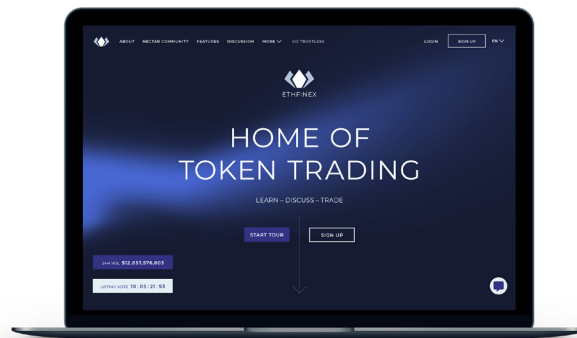 ABOUT NECTAR COMMUNITY FEATURES DISCUSSION MORE GO TRUSTLESS LOGIN SIGN UP EN
ETHFINEX
HOME OF
TOKEN TRADING
LEARN – DISCUSS – TRADE
START TOUR SIGN UP
24H VOL: $12,857,576,603
LISTING VOTE: 10 : 05 : 21 : 53